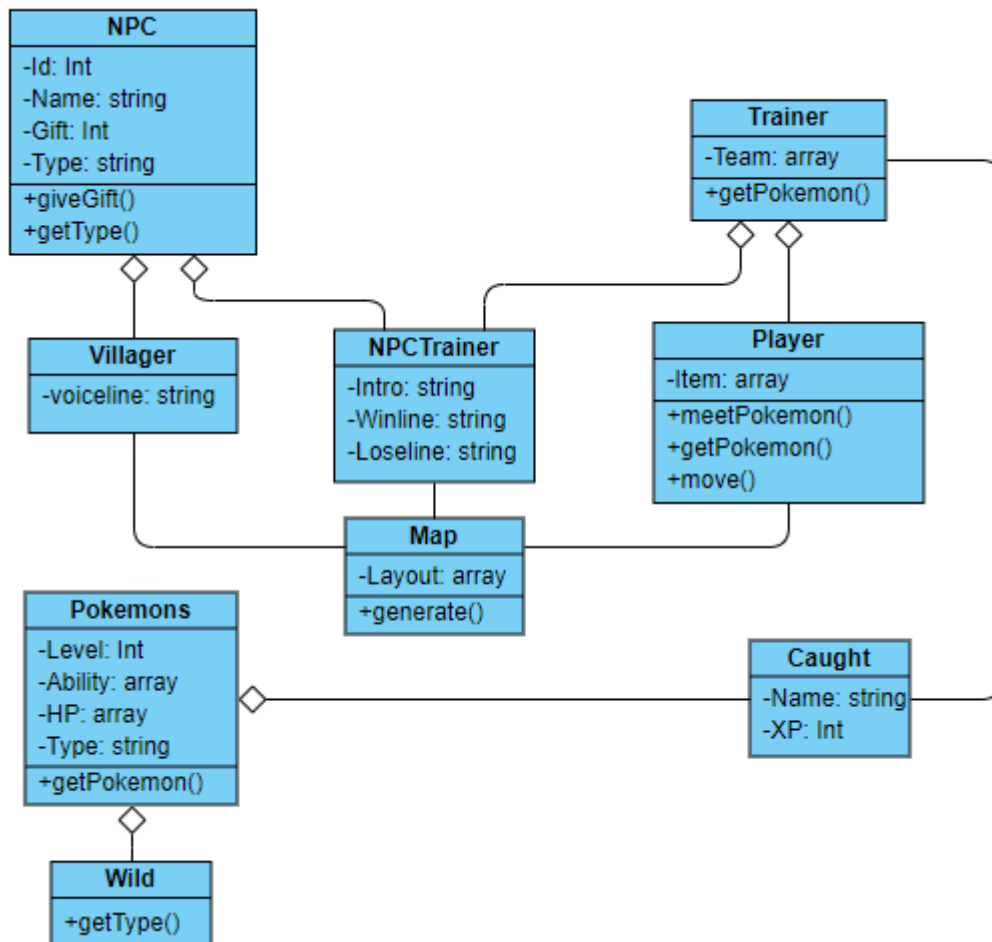 NPC
-Id: Int
-Name: string
-Gift: Int
-Type: string
+giveGift()
+getType()
Trainer
-Team: array
+getPokemon()
Villager
-voiceline: string
NPCTrainer
-Intro: string
-Winline: string
-Loseline: string
Player
-Item: array
+meetPokemon()
+getPokemon()
+move()
Map
-Layout: array
+generate()
Pokemons
-Level: Int
-Ability: array
-HP: array
-Type: string
+getPokemon()
Caught
-Name: string
-XP: Int
Wild
+getType()